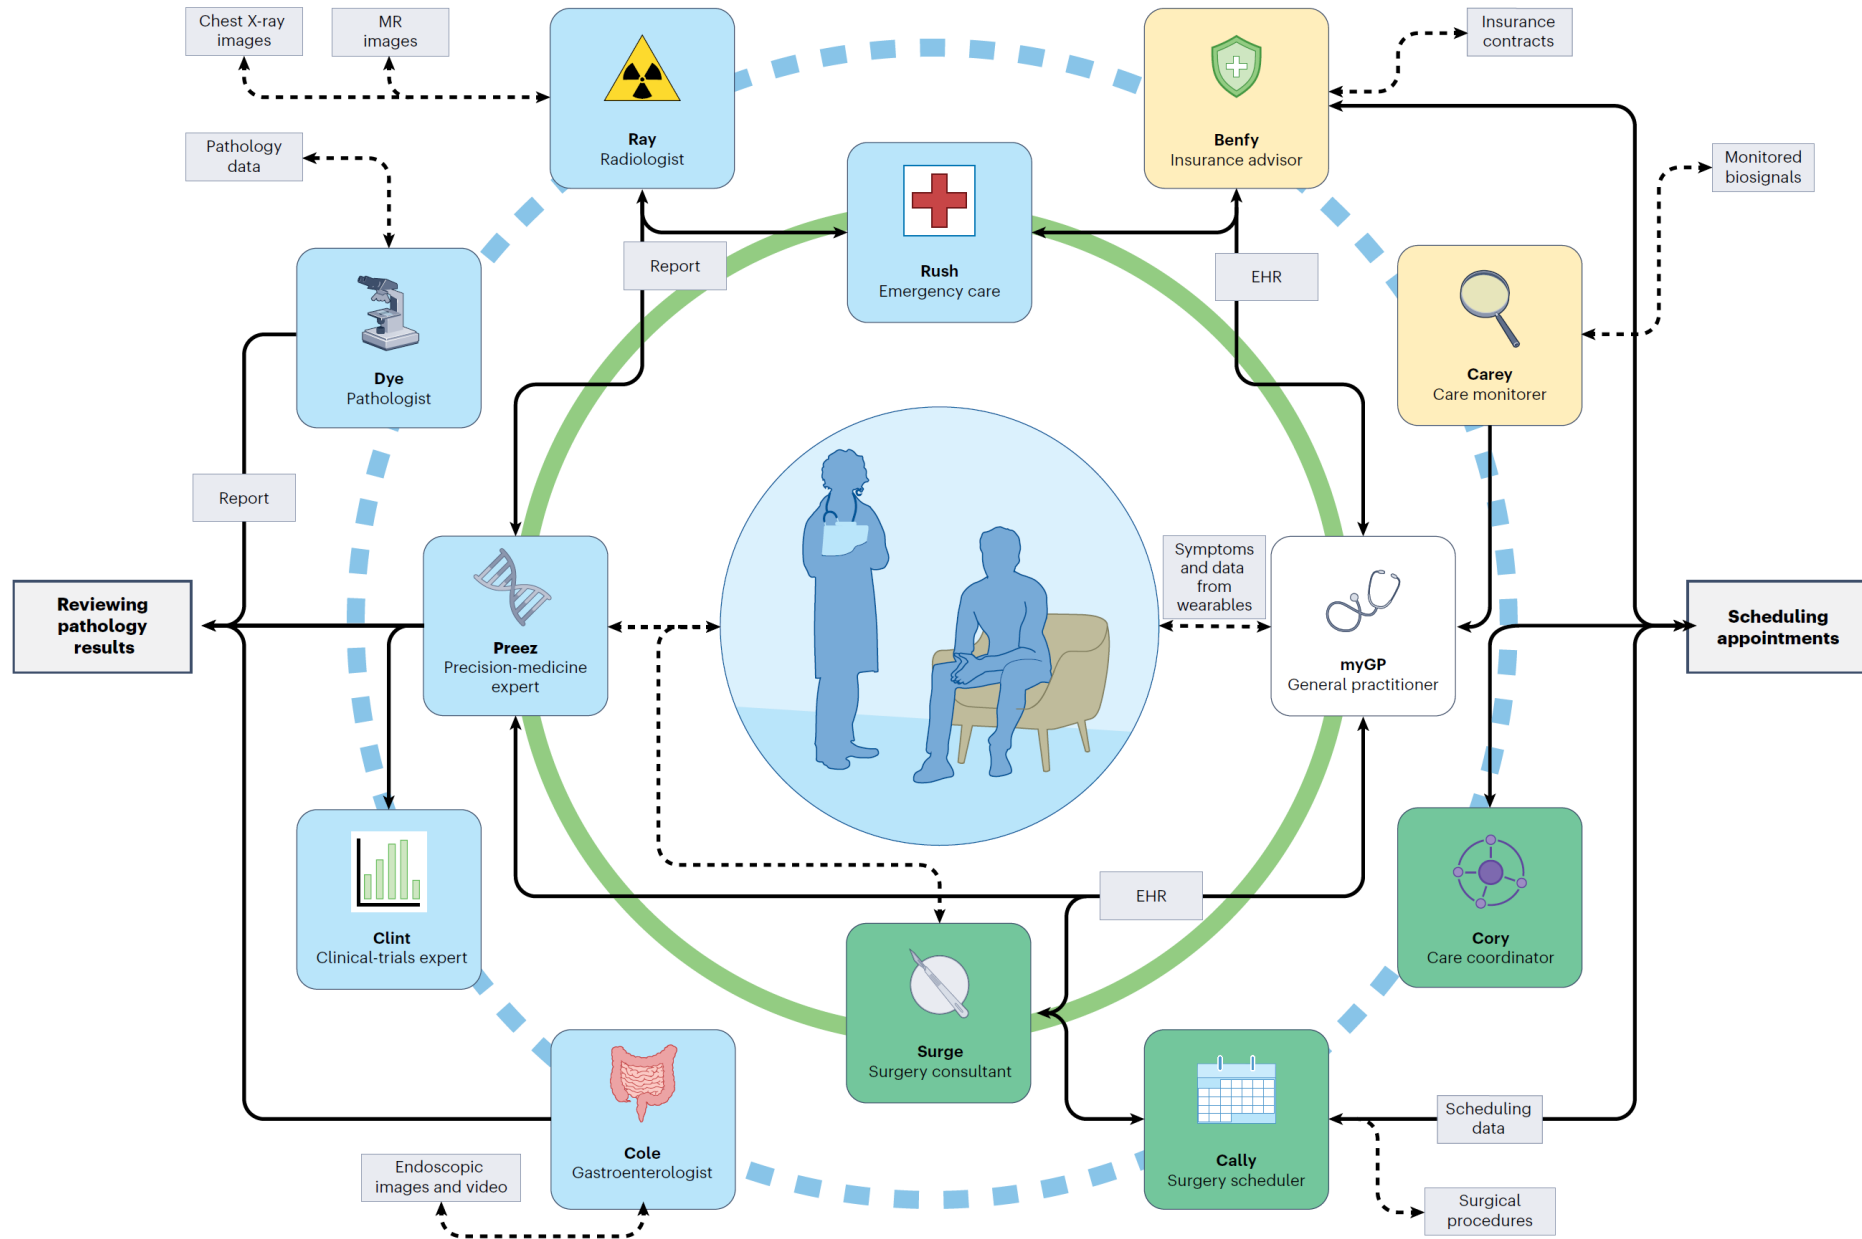 Chest X-ray
images
MR
images
Ray
Radiologist
Benfy
Insurance advisor
Insurance
contracts
Pathology
data
Monitored
biosignals
Report
Rush
Emergency care
EHR
Dye
Pathologist
Carey
Care monitorer
Report
Symptoms
and data
from
wearables
Reviewing
pathology
results
Preez
Precision-medicine
expert
myGP
General practitioner
Scheduling
appointments
Clint
Clinical-trials expert
EHR
Cory
Care coordinator
Surge
Surgery consultant
Cole
Gastroenterologist
Endoscopic
images and video
Cally
Surgery scheduler
Scheduling
data
Surgical
procedures